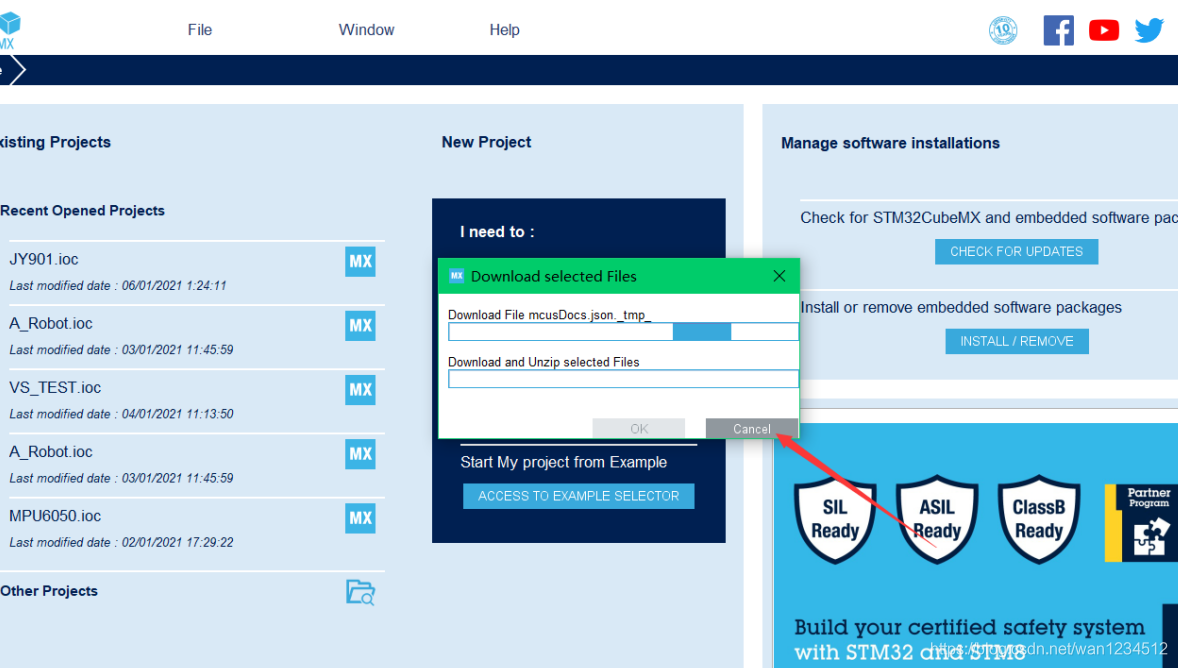 MX
File
Window
Help
10
e
xisting Projects
Recent Opened Projects
JY901.ioc
MX
Last modified date : 06/01/2021 1:24:11
A_Robot.ioc
MX
Last modified date : 03/01/2021 11:45:59
VS_TEST.ioc
MX
Last modified date : 04/01/2021 11:13:50
A_Robot.ioc
MX
Last modified date : 03/01/2021 11:45:59
MPU6050.ioc
MX
Last modified date : 02/01/2021 17:29:22
Other Projects
New Project
I need to :
MX Download selected Files
Download File mcusDocs.json._tmp_
Download and Unzip selected Files
OK
Cancel
Start My project from Example
ACCESS TO EXAMPLE SELECTOR
Manage software installations
Check for STM32CubeMX and embedded software pac
CHECK FOR UPDATES
Install or remove embedded software packages
INSTALL / REMOVE
SIL
Ready
ASIL
Ready
ClassB
Ready
Partner
Program
Build your certified safety system
with STM32 and STM8